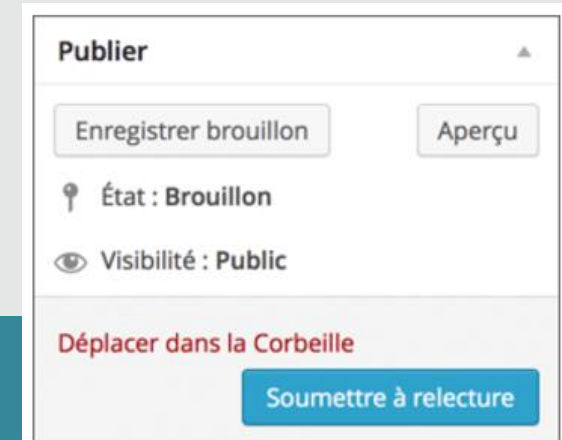 Publier
Enregistrer brouillon Aperçu
État : Brouillon
Visibilité : Public
Déplacer dans la Corbeille
Soumettre à relecture